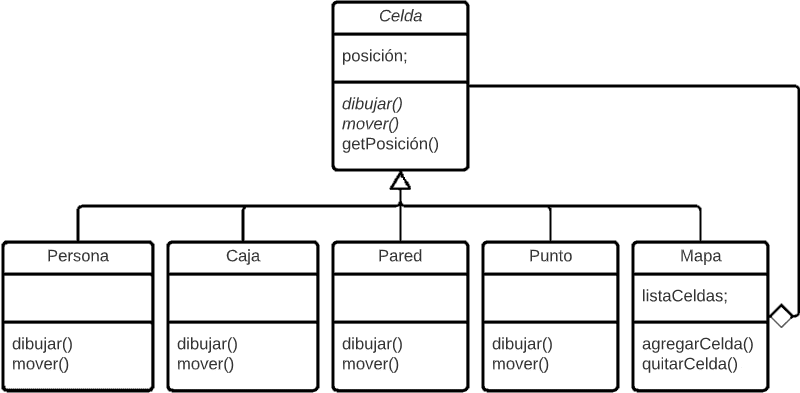 Celda
posición;
dibujar()
mover()
getPosición()
Persona
dibujar()
mover()
Caja
dibujar()
mover()
Pared
dibujar()
mover()
Punto
dibujar()
mover()
Mapa
listaCeldas;
agregarCelda()
quitarCelda()